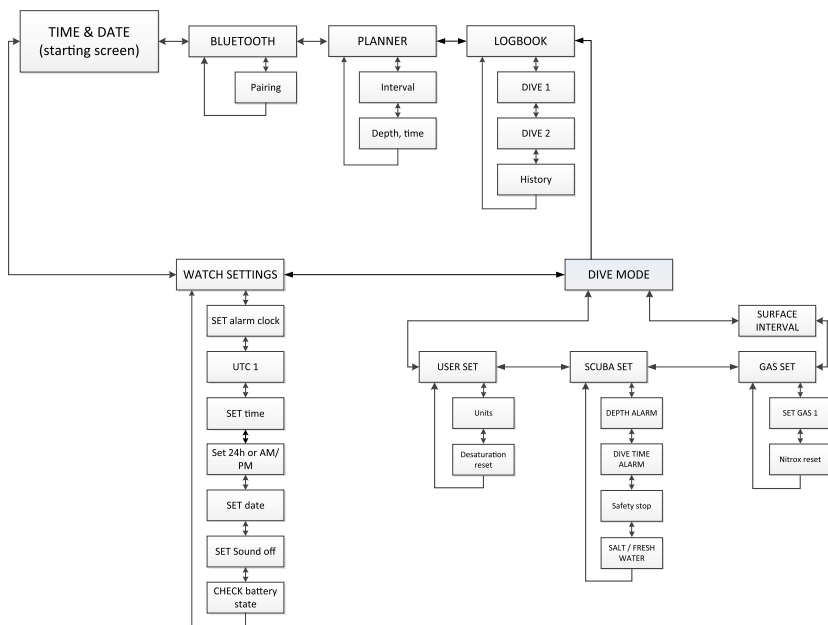 TIME & DATE
(starting screen)
BLUETOOTH
PLANNER
LOGBOOK
Pairing
Interval
DIVE 1
Depth, time
DIVE 2
History
WATCH SETTINGS
DIVE MODE
SET alarm clock
SURFACE
INTERVAL
UTC 1
USER SET
SCUBA SET
GAS SET
SET time
Units
DEPTH ALARM
SET GAS 1
Set 24h or AM/
PM
Desaturation
reset
DIVE TIME
ALARM
Nitrox reset
SET date
Safety stop
SET Sound off
SALT / FRESH
WATER
CHECK battery
state